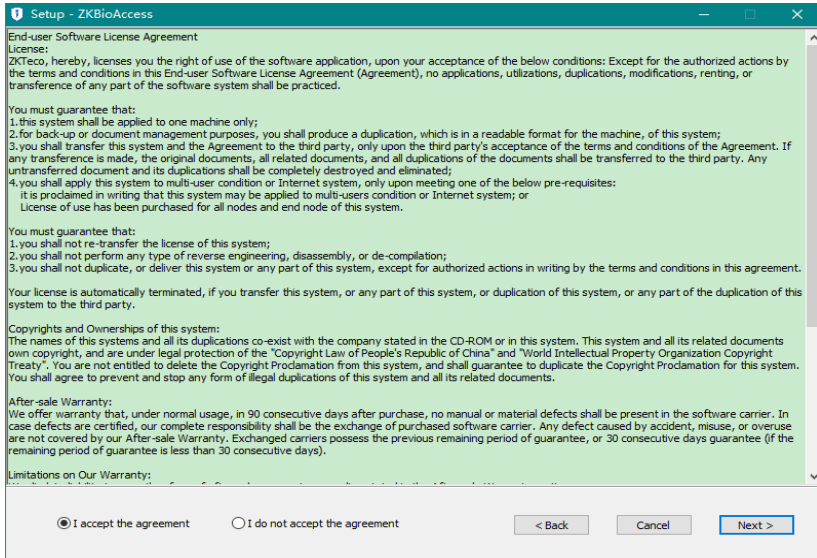 Setup - ZKBioAccess
End-user Software License Agreement
License:
ZKTeco, hereby, licenses you the right of use of the software application, upon your acceptance of the below conditions: Except for the authorized actions by
the terms and conditions in this End-user Software License Agreement (Agreement), no applications, utilizations, duplications, modifications, renting, or
transference of any part of the software system shall be practiced.
You must guarantee that:
1.this system shall be applied to one machine only;
2.for back-up or document management purposes, you shall produce a duplication, which is in a readable format for the machine, of this system;
3.you shall transfer this system and the Agreement to the third party, only upon the third party's acceptance of the terms and conditions of the Agreement. If
any transference is made, the original documents, all related documents, and all duplications of the documents shall be transferred to the third party. Any
untransferred document and its duplications shall be completely destroyed and eliminated;
4.you shall apply this system to multi-user condition or Internet system, only upon meeting one of the below pre-requisites:
it is proclaimed in writing that this system may be applied to multi-users condition or Internet system; or
License of use has been purchased for all nodes and end node of this system.
You must guarantee that:
1.you shall not re-transfer the license of this system;
2.you shall not perform any type of reverse engineering, disassembly, or de-compilation;
3.you shall not duplicate, or deliver this system or any part of this system, except for authorized actions in writing by the terms and conditions in this agreement.
Your license is automatically terminated, if you transfer this system, or any part of this system, or duplication of this system, or any part of the duplication of this
system to the third party.
Copyrights and Ownerships of this system:
The names of this systems and all its duplications co-exist with the company stated in the CD-ROM or in this system. This system and all its related documents
own copyright, and are under legal protection of the "Copyright Law of People's Republic of China" and "World Intellectual Property Organization Copyright
Treaty". You are not entitled to delete the Copyright Proclamation from this system, and shall guarantee to duplicate the Copyright Proclamation for this system.
You shall agree to prevent and stop any form of illegal duplications of this system and all its related documents.
After-sale Warranty:
We offer warranty that, under normal usage, in 90 consecutive days after purchase, no manual or material defects shall be present in the software carrier. In
case defects are certified, our complete responsibility shall be the exchange of purchased software carrier. Any defect caused by accident, misuse, or overuse
are not covered by our After-sale Warranty. Exchanged carriers possess the previous remaining period of guarantee, or 30 consecutive days guarantee (if the
remaining period of guarantee is less than 30 consecutive days).
Limitations on Our Warranty:
I accept the agreement
I do not accept the agreement
< Back
Cancel
Next >